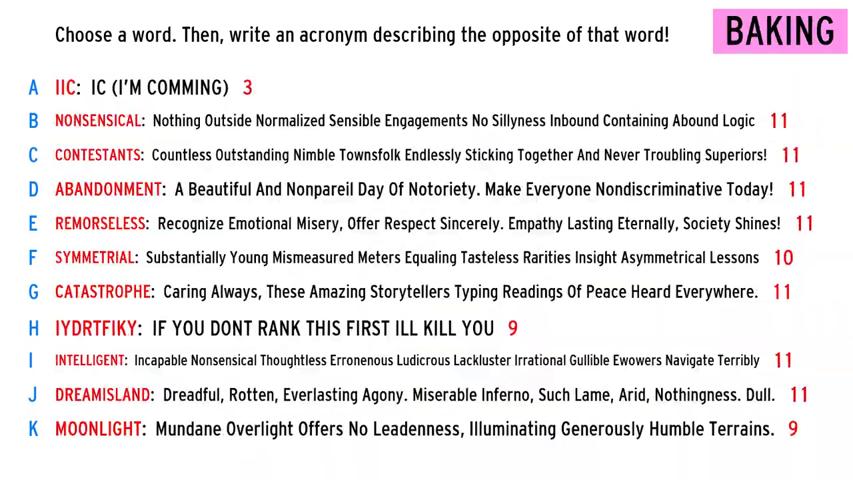 Choose a word. Then, write an acronym describing the opposite of that word!
BAKING
A IIC: IC (I'M COMMING) 3
B NONSENSICAL: Nothing Outside Normalized Sensible Engagements No Sillyness Inbound Containing Abound Logic 11
C CONTESTANTS: Countless Outstanding Nimble Townsfolk Endlessly Sticking Together And Never Troubling Superiors! 11
D ABANDONMENT: A Beautiful And Nonpareil Day Of Notoriety. Make Everyone Nondiscriminative Today! 11
E REMORSELESS: Recognize Emotional Misery, Offer Respect Sincerely. Empathy Lasting Eternally, Society Shines! 11
F SYMMETRIAL: Substantially Young Mismeasured Meters Equaling Tasteless Rarities Insight Asymmetrical Lessons 10
G CATASTROPHE: Caring Always, These Amazing Storytellers Typing Readings Of Peace Heard Everywhere. 11
H IYDRTFIKY: IF YOU DONT RANK THIS FIRST ILL KILL YOU 9
I INTELLIGENT: Incapable Nonsensical Thoughtless Erronenous Ludicrous Lackluster Irrational Gullible Ewowers Navigate Terribly 11
J DREAMISLAND: Dreadful, Rotten, Everlasting Agony. Miserable Inferno, Such Lame, Arid, Nothingness. Dull. 11
K MOONLIGHT: Mundane Overlight Offers No Leadenness, Illuminating Generously Humble Terrains. 9